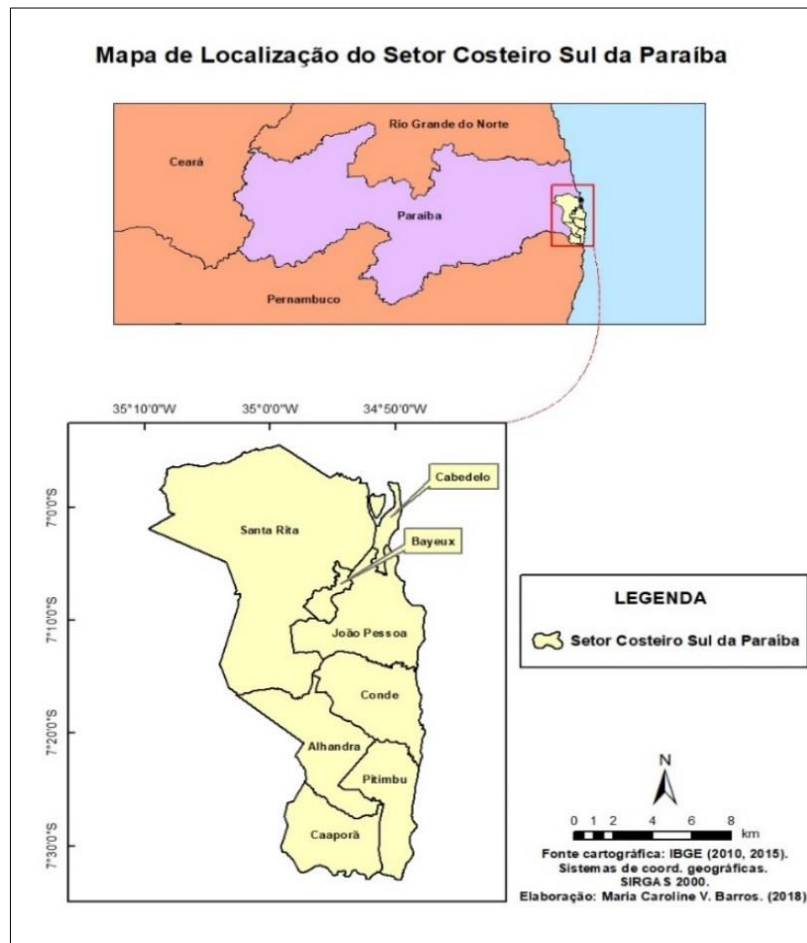 Mapa de Localização do Setor Costeiro Sul da Paraíba
Rio Grande do Norte
Ceará
Paraíba
Pernambuco
35°10'0"W 35°0'0"W 34°50'0"W
7°0'0"S
7°10'0"S
7°20'0"S
7°30'0"S
Cabedelo
Santa Rita
Bayeux
João Pessoa
Conde
Alhandra
Pitimbu
Caaporã
LEGENDA
Setor Costeiro Sul da Paraíba
N
0 1 2 4 6 8
km
Fonte cartográfica: IBGE (2010, 2015).
Sistemas de coord. geográficas.
SIRGAS 2000.
Elaboração: Maria Caroline V. Barros. (2018)